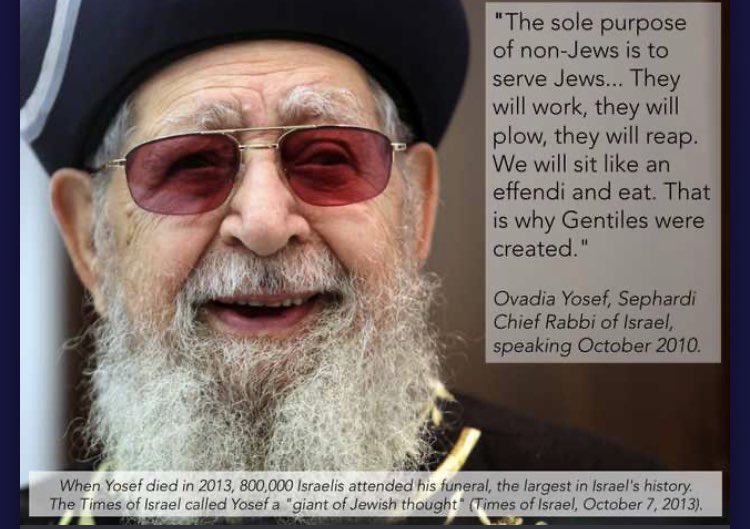 "The sole purpose
of non-Jews is to
serve Jews... They
will work, they will
plow, they will reap.
We will sit like an
effendi and eat. That
is why Gentiles were
created."
Ovadia Yosef, Sephardi
Chief Rabbi of Israel,
speaking October 2010.
When Yosef died in 2013, 800,000 Israelis attended his funeral, the largest in Israel's history.
The Times of Israel called Yosef a "giant of Jewish thought" (Times of Israel, October 7, 2013).